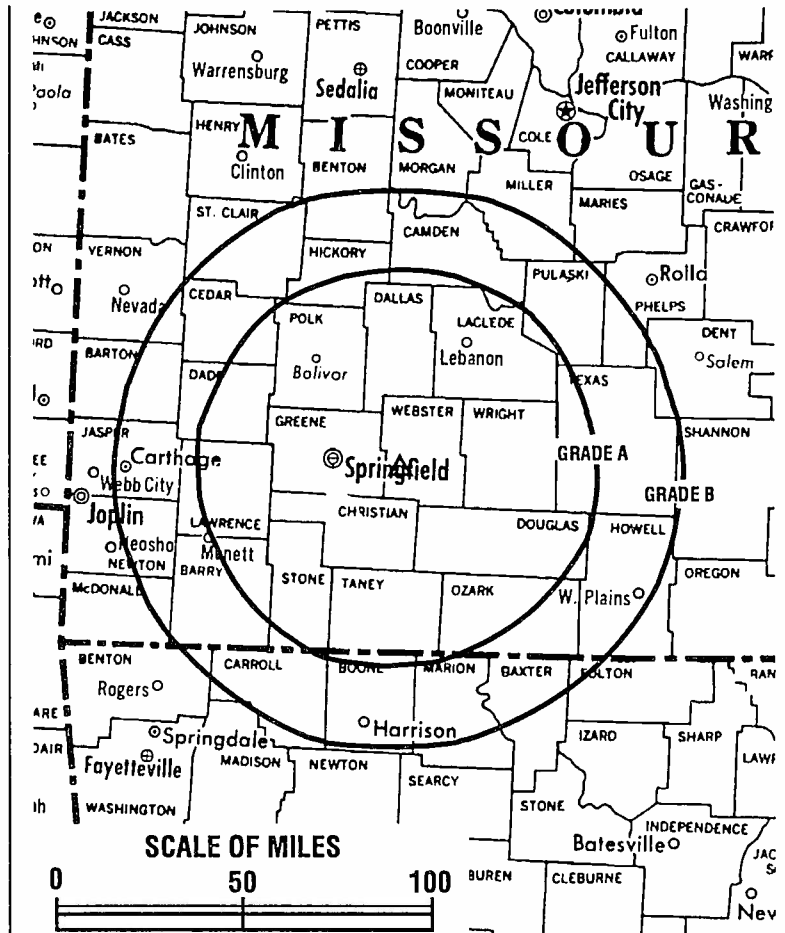 JACKSON
CASS
JOHNSON
PETTIS
Boonville
Fulton
CALLAWAY
Warrensburg
Sedalia
COOPER
MONITEAU
Jefferson
City
HENRY
MISSOUR
BATES
Clinton
BENTON
MORGAN
COLE
MILLER
OSAGE
GAS-
CONADE
MARIES
ST. CLAIR
CAMDEN
VERNON
HICKORY
PULASKI
Rolla
Nevada
CEDAR
DALLAS
PHELPS
POLK
LACLEDE
DENT
Bolivar
Lebanon
Salem
BARTON
DADE
TEXAS
GREENE
WEBSTER
WRIGHT
JASPER
SHANNON
Carthage
Springfield
GRADE A
Webb City
GRADE B
Joplin
CHRISTIAN
LAWRENCE
DOUGLAS
HOWELL
Neosho
Monett
NEWTON
BARRY
STONE
TANEY
OZARK
W. Plains
OREGON
McDONALD
BENTON
CARROLL
BOONE
MARION
BAXTER
FULTON
Rogers
Harrison
Springdale
IZARD
SHARP
Fayetteville
MADISON
NEWTON
SEARCY
WASHINGTON
STONE
INDEPENDENCE
Batesville
CLEBURNE
SCALE OF MILES
0 50 100